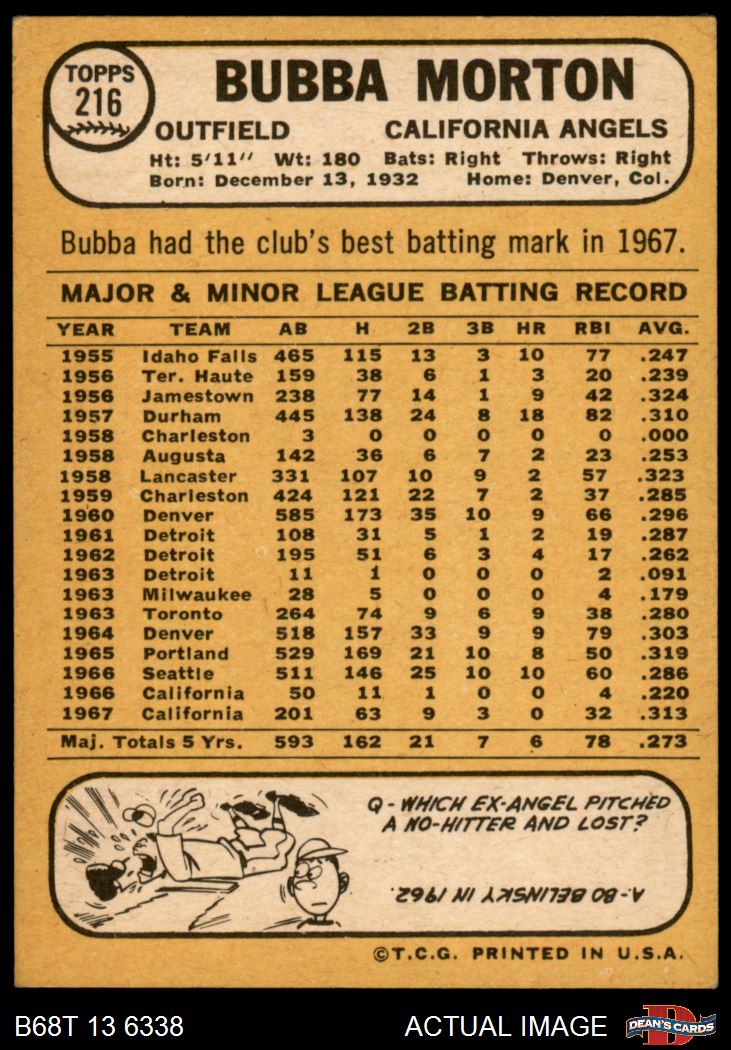 TOPPS
216
BUBBA MORTON
OUTFIELD CALIFORNIA ANGELS
Ht: 5'11" Wt: 180 Bats: Right Throws: Right
Born: December 13, 1932 Home: Denver, Col.
Bubba had the club's best batting mark in 1967.
MAJOR & MINOR LEAGUE BATTING RECORD
YEAR TEAM AB H 2B 3B HR RBI AVG.
1955 Idaho Falls 465 115 13 3 10 77 .247
1956 Ter. Haute 159 38 6 1 3 20 .239
1956 Jamestown 238 77 14 1 9 42 .324
1957 Durham 445 138 24 8 18 82 .310
1958 Charleston 3 0 0 0 0 0 .000
1958 Augusta 142 36 6 7 2 23 .253
1958 Lancaster 331 107 10 9 2 57 .323
1959 Charleston 424 121 22 7 2 37 .285
1960 Denver 585 173 35 10 9 66 .296
1961 Detroit 108 31 5 1 2 19 .287
1962 Detroit 195 51 6 3 4 17 .262
1963 Detroit 11 1 0 0 0 2 .091
1963 Milwaukee 28 5 0 0 0 4 .179
1963 Toronto 264 74 9 6 9 38 .280
1964 Denver 518 157 33 9 9 79 .303
1965 Portland 529 169 21 10 8 50 .319
1966 Seattle 511 146 25 10 10 60 .286
1966 California 50 11 1 0 0 4 .220
1967 California 201 63 9 3 0 32 .313
Maj. Totals 5 Yrs. 593 162 21 7 6 78 .273
Q - WHICH EX-ANGEL PITCHED
A NO-HITTER AND LOST?
A - BO BELINSKY IN 1962.
©T.C.G. PRINTED IN U.S.A.
B68T 13 6338 ACTUAL IMAGE DEAN'S CARDS